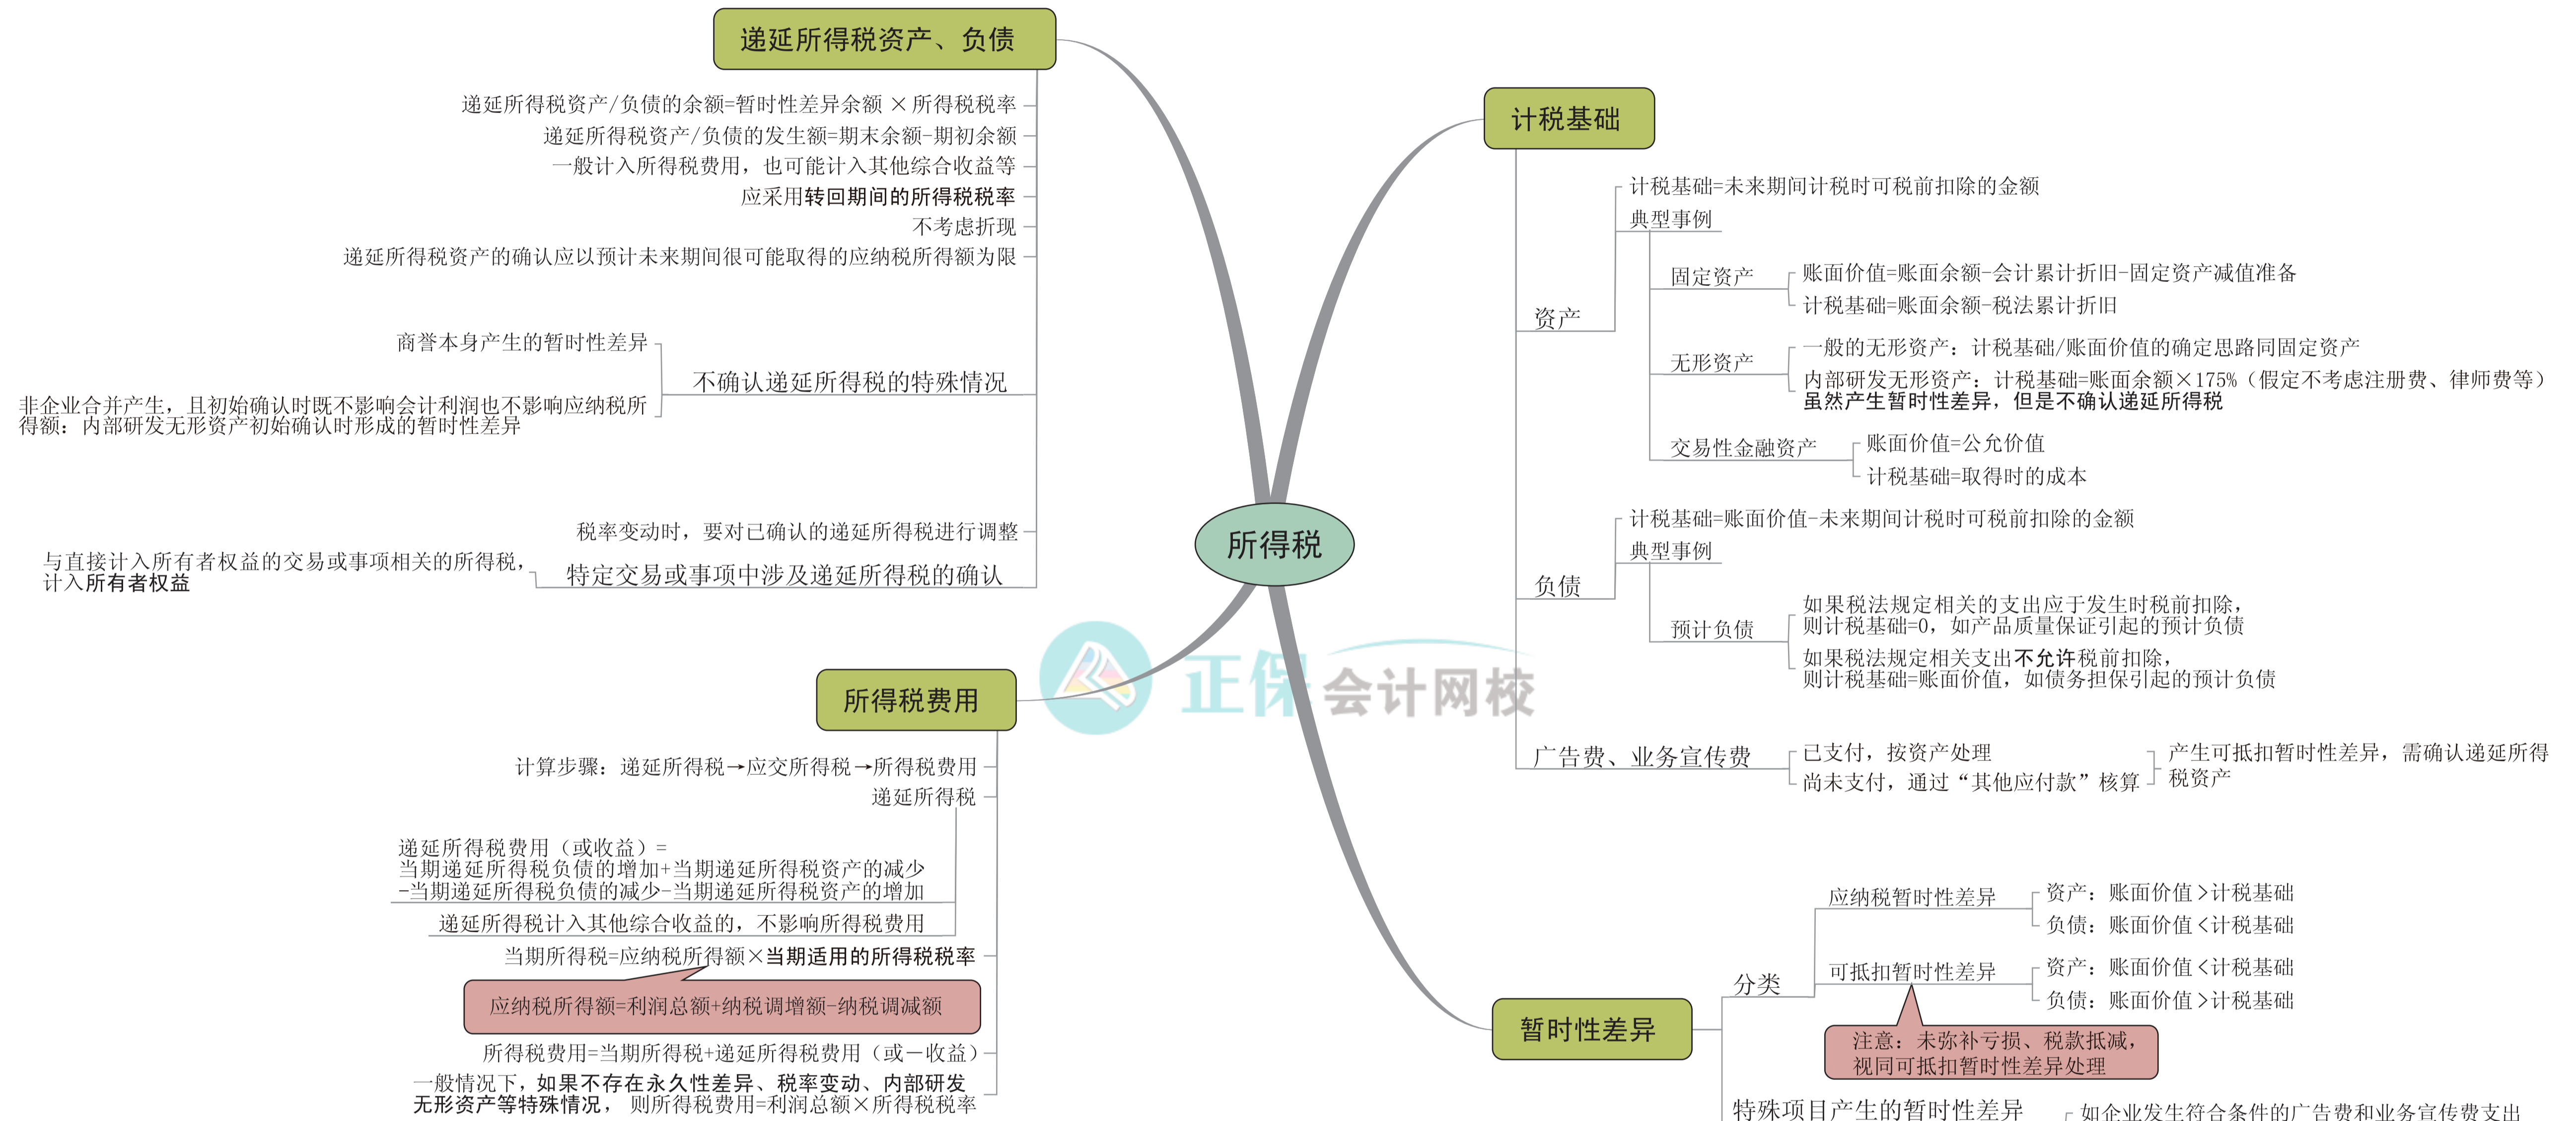 递延所得税资产、负债
递延所得税资产/负债的余额=暂时性差异余额×所得税税率
递延所得税资产/负债的发生额=期末余额-期初余额
一般计入所得税费用，也可能计入其他综合收益等
应采用转回期间的所得税税率
不考虑折现
递延所得税资产的确认应以预计未来期间很可能取得的应纳税所得额为限
商誉本身产生的暂时性差异
不确认递延所得税的特殊情况
非企业合并产生，且初始确认时既不影响会计利润也不影响应纳税所
得额：内部研发无形资产初始确认时形成的暂时性差异
税率变动时，要对已确认的递延所得税进行调整
与直接计入所有者权益的交易或事项相关的所得税，
计入所有者权益
特定交易或事项中涉及递延所得税的确认
所得税费用
计算步骤：递延所得税→应交所得税→所得税费用
递延所得税
递延所得税费用（或收益）=
当期递延所得税负债的增加+当期递延所得税资产的减少
-当期递延所得税负债的减少-当期递延所得税资产的增加
递延所得税计入其他综合收益的，不影响所得税费用
当期所得税=应纳税所得额×当期适用的所得税税率
应纳税所得额=利润总额+纳税调增额-纳税调减额
所得税费用=当期所得税+递延所得税费用（或－收益）
一般情况下，如果不存在永久性差异、税率变动、内部研发
无形资产等特殊情况， 则所得税费用=利润总额×所得税税率
所得税
正保会计网校
计税基础
资产
计税基础=未来期间计税时可税前扣除的金额
典型事例
固定资产
账面价值=账面余额-会计累计折旧-固定资产减值准备
计税基础=账面余额-税法累计折旧
无形资产
一般的无形资产：计税基础/账面价值的确定思路同固定资产
内部研发无形资产：计税基础=账面余额×175%（假定不考虑注册费、律师费等）
虽然产生暂时性差异，但是不确认递延所得税
交易性金融资产
账面价值=公允价值
计税基础=取得时的成本
负债
计税基础=账面价值-未来期间计税时可税前扣除的金额
典型事例
预计负债
如果税法规定相关的支出应于发生时税前扣除，
则计税基础=0，如产品质量保证引起的预计负债
如果税法规定相关支出不允许税前扣除，
则计税基础=账面价值，如债务担保引起的预计负债
广告费、业务宣传费
已支付，按资产处理
尚未支付，通过“其他应付款”核算
产生可抵扣暂时性差异，需确认递延所得
税资产
暂时性差异
分类
应纳税暂时性差异
资产：账面价值>计税基础
负债：账面价值<计税基础
可抵扣暂时性差异
资产：账面价值<计税基础
负债：账面价值>计税基础
注意：未弥补亏损、税款抵减，
视同可抵扣暂时性差异处理
特殊项目产生的暂时性差异
如企业发生符合条件的广告费和业务宣传费支出